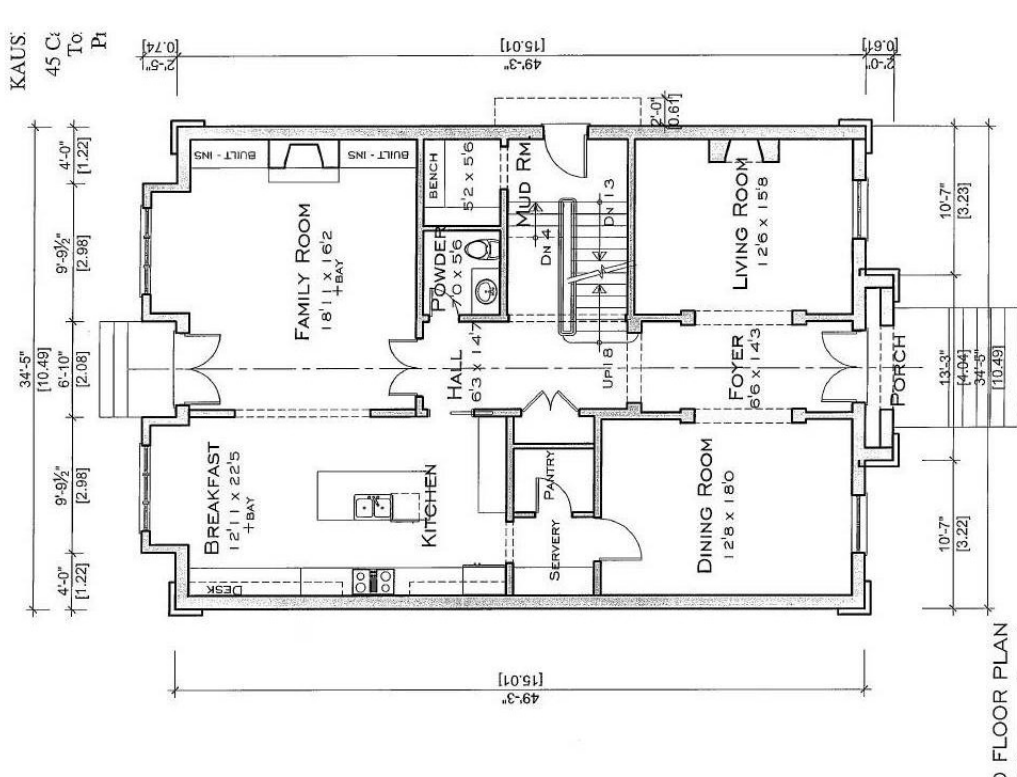 KAUS
45 C
To
[0.74]
2'-5"
[15.01]
49'-3"
[0.61]
2'-0"
2'-0"
[0.61]
34'-5"
[10.49]
4'-0"
[1.22]
9'-9½"
[2.98]
6'-10"
[2.08]
9'-9½"
[2.98]
4'-0"
[1.22]
BUILT - INS
BUILT - INS
FAMILY ROOM
18'11 x 16'2
+BAY
BENCH
5'2 x 5'6
MUD RM
POWDER
'0 x 5'6
DN 4
DN 13
UP18
LIVING ROOM
12'6 x 15'8
HALL
6'3 x 14'7
FOYER
6'6 x 14'3
PORCH
BREAKFAST
12'11 x 22'5
+BAY
KITCHEN
DESK
PANTRY
SERVERY
DINING ROOM
12'8 x 18'0
10'-7"
[3.23]
13'-3"
[4.04]
34'-5"
[10.49]
10'-7"
[3.22]
[15.01]
49'-3"
FLOOR PLAN